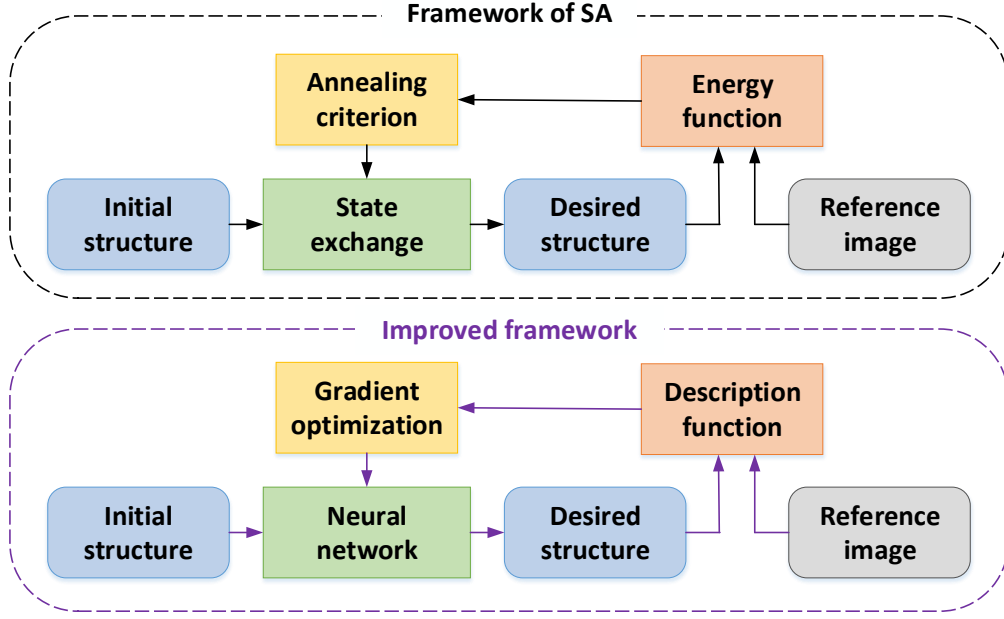 Framework of SA
Annealing
criterion
Energy
function
Initial
structure
State
exchange
Desired
structure
Reference
image
Improved framework
Gradient
optimization
Description
function
Initial
structure
Neural
network
Desired
structure
Reference
image